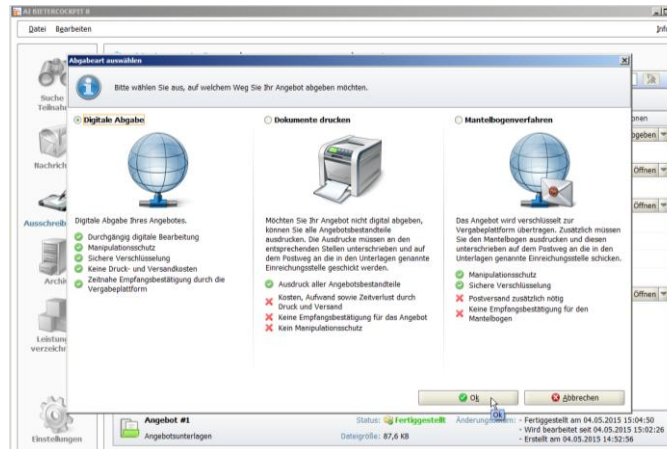 AI BIETERCOCKPIT 8
Datei Bearbeiten
Info
Suche
Nachrich
Ausschreib
Archi
Leistun
verzeichn
Einstellungen
Abgabeart auswählen
Bitte wählen Sie aus, auf welchem Weg Sie Ihr Angebot abgeben möchten.
Digitale Abgabe
Digitale Abgabe Ihres Angebotes.
Durchgängig digitale Bearbeitung
Manipulationsschutz
Sichere Verschlüsselung
Keine Druck- und Versandkosten
Zeitnahe Empfangsbestätigung durch die
Vergabeplattform
Dokumente drucken
Möchten Sie Ihr Angebot nicht digital abgeben,
können Sie alle Angebotsbestandteile
ausdrucken. Die Ausdrucke müssen an den
entsprechenden Stellen unterschrieben und auf
dem Postweg an die in den Unterlagen genannte
Einreichungsstelle geschickt werden.
Ausdruck aller Angebotsbestandteile
Kosten, Aufwand sowie Zeitverlust durch
Druck und Versand
Keine Empfangsbestätigung für das Angebot
Kein Manipulationsschutz
Mantelbogenverfahren
Das Angebot wird verschlüsselt zur
Vergabeplattform übertragen. Zusätzlich müssen
Sie den Mantelbogen ausdrucken und diesen
unterschrieben auf dem Postweg an die in den
Unterlagen genannte Einreichungsstelle schicken.
Manipulationsschutz
Sichere Verschlüsselung
Postversand zusätzlich nötig
Keine Empfangsbestätigung für den
Mantelbogen
Ok
Abbrechen
Ok
onen
bgeben
Öffnen
Öffnen
Öffnen
Angebot #1
Angebotsunterlagen
Status: Fertiggestellt
Dateigröße: 87,6 KB
- Fertiggestellt am 04.05.2015 15:04:50
- Wird bearbeitet seit 04.05.2015 15:02:26
- Erstellt am 04.05.2015 14:52:56